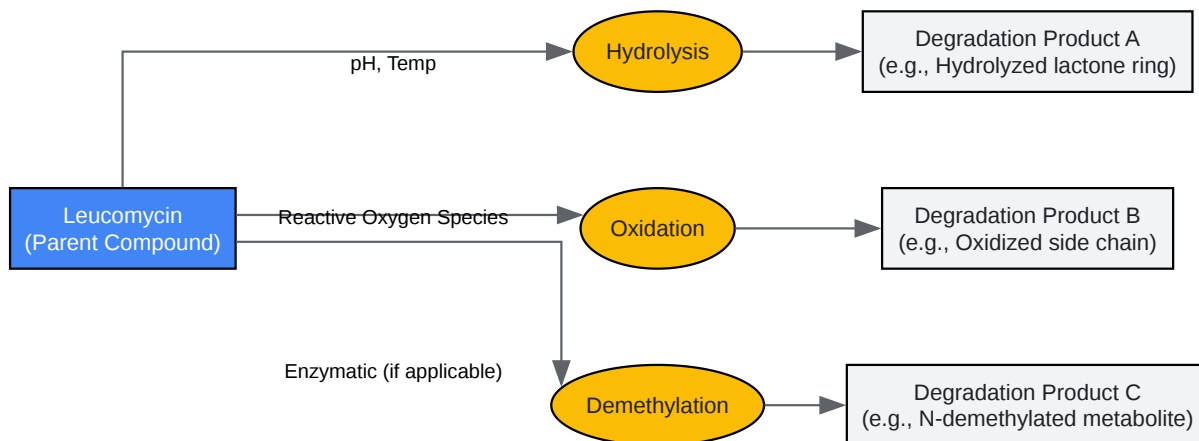 Hydrolysis
Degradation Product A
(e.g., Hydrolyzed lactone ring)
pH, Temp
Leucomycin
(Parent Compound)
Reactive Oxygen Species
Oxidation
Degradation Product B
(e.g., Oxidized side chain)
Enzymatic (if applicable)
Demethylation
Degradation Product C
(e.g., N-demethylated metabolite)